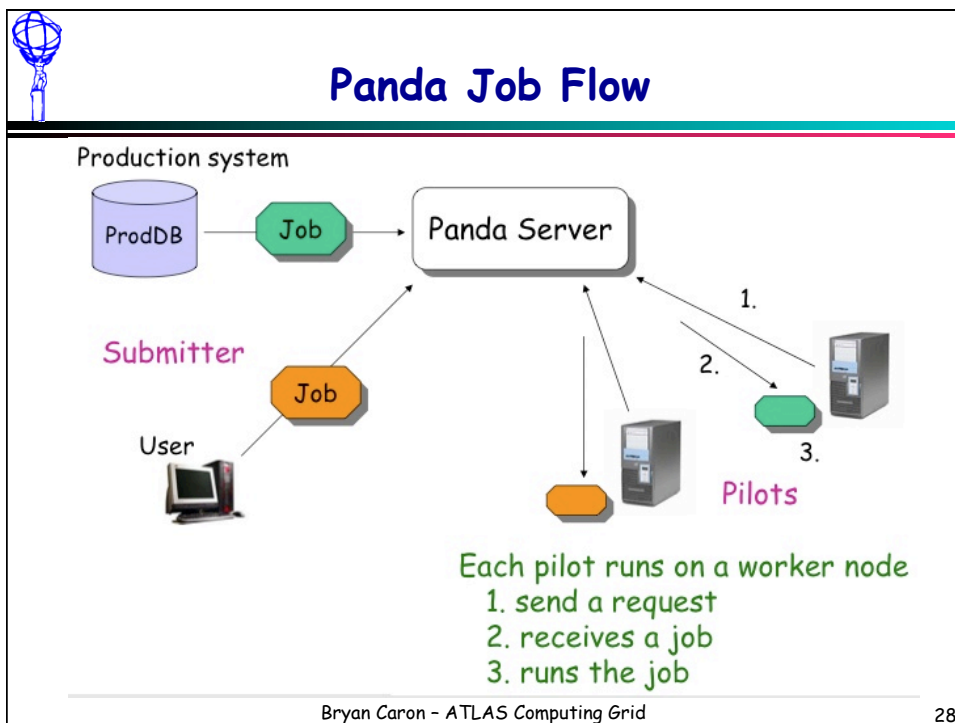 Panda Job Flow
Production system
ProdDB
Job
Panda Server
1.
2.
3.
Submitter
Job
User
Pilots
Each pilot runs on a worker node
1. send a request
2. receives a job
3. runs the job
Bryan Caron – ATLAS Computing Grid
28